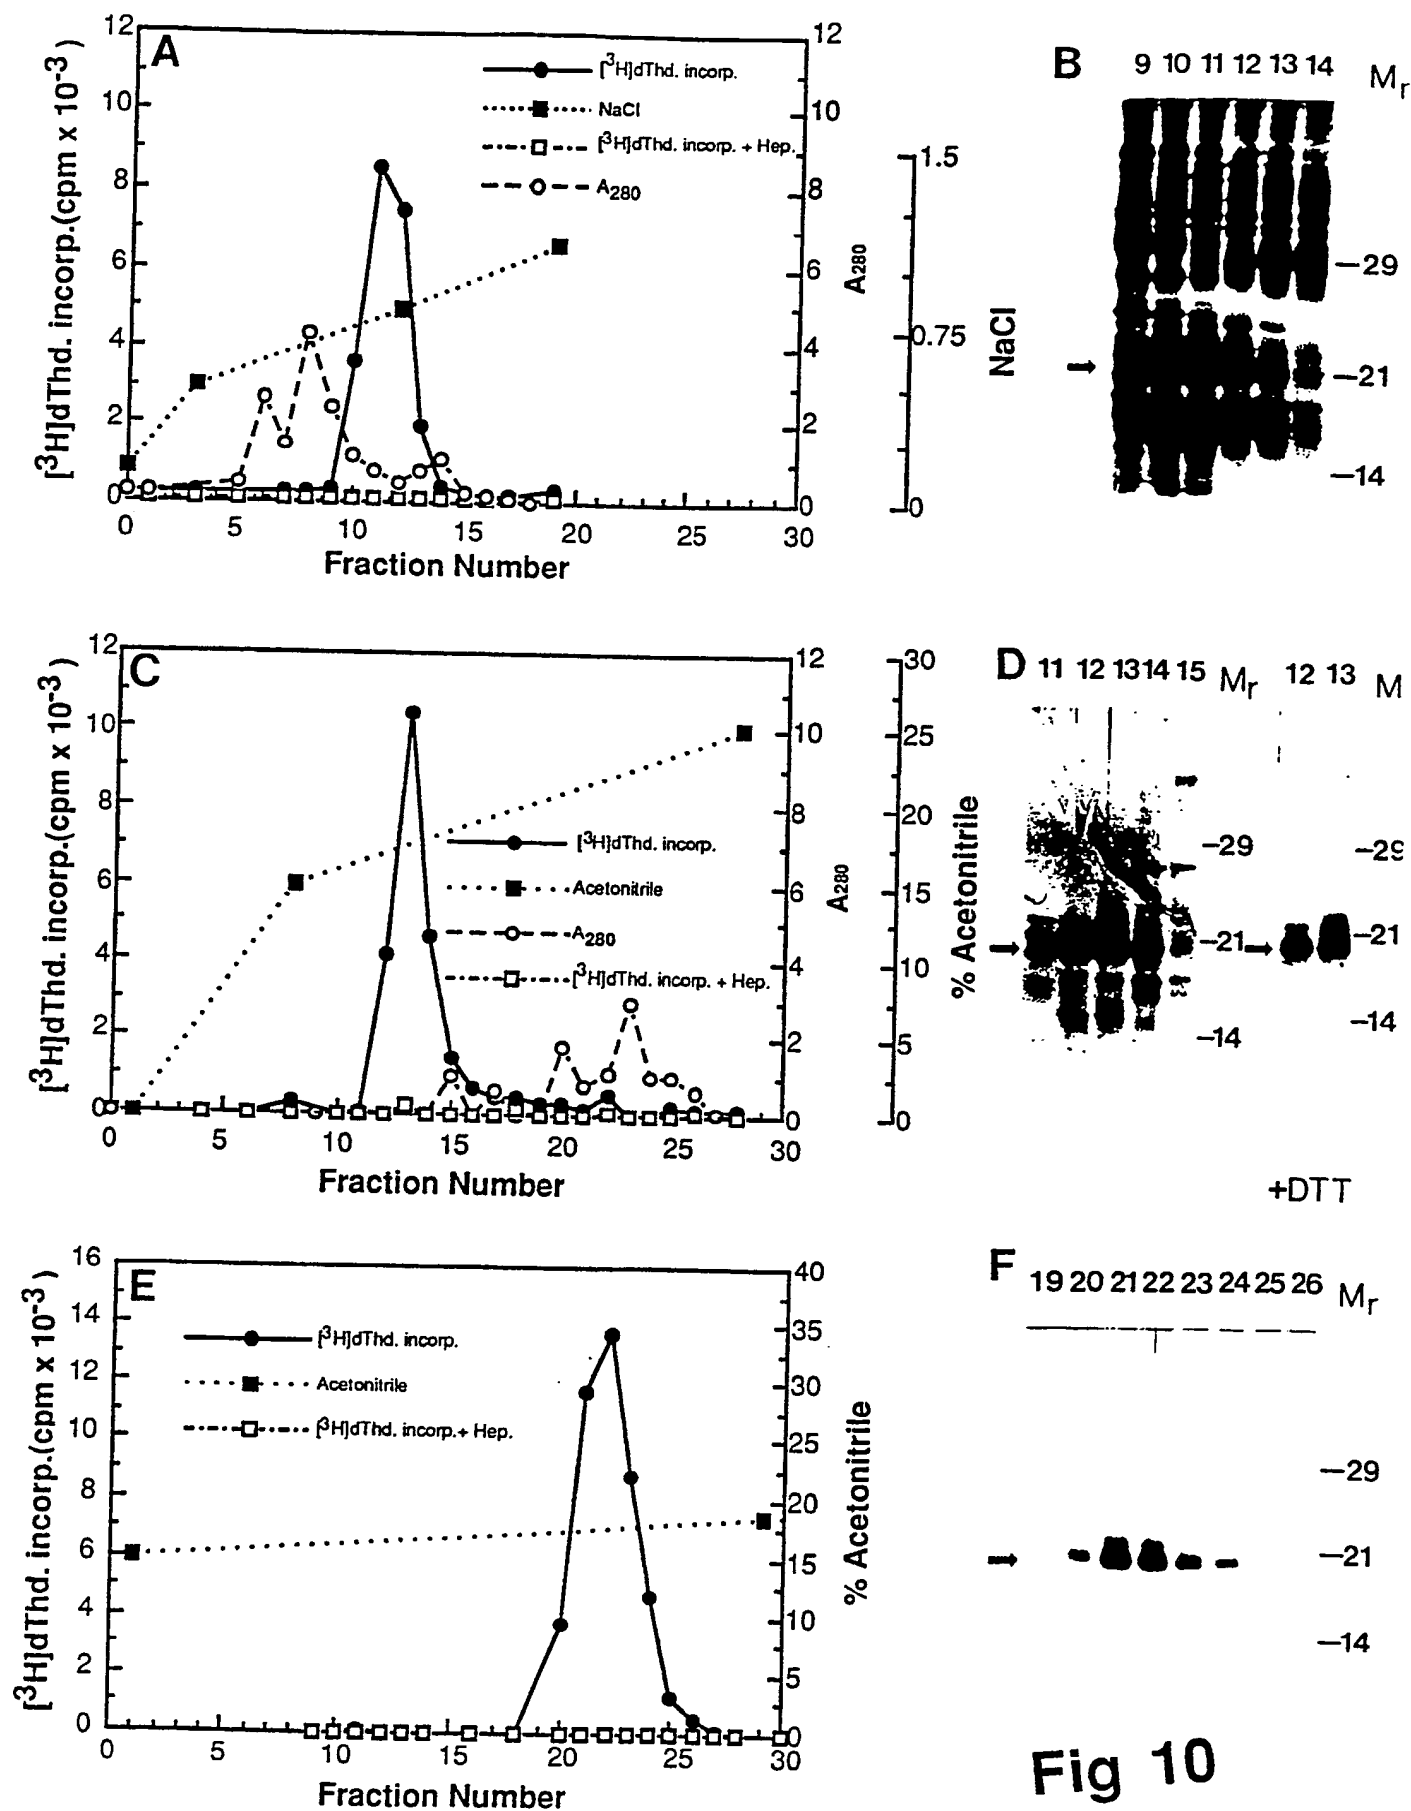 A
[³H]dThd. incorp.(cpm x 10⁻³)
12
10
8
6
4
2
0
[³H]dThd. incorp.
NaCl
[³H]dThd. incorp. + Hep.
A₂₈₀
12
10
8
6
4
2
0
A₂₈₀
1.5
0.75
0
NaCl
0 5 10 15 20 25 30
Fraction Number
B 9 10 11 12 13 14 Mr
–29
–21
–14
C
[³H]dThd. incorp.(cpm x 10⁻³)
12
10
8
6
4
2
0
[³H]dThd. incorp.
Acetonitrile
A₂₈₀
[³H]dThd. incorp. + Hep.
12
10
8
6
4
2
0
A₂₈₀
30
25
20
15
10
5
0
% Acetonitrile
0 5 10 15 20 25 30
Fraction Number
D 11 12 13 14 15 Mr 12 13 M
–29 –29
–21 –21
–14 –14
+DTT
E
[³H]dThd. incorp.(cpm x 10⁻³)
16
14
12
10
8
6
4
2
0
[³H]dThd. incorp.
Acetonitrile
[³H]dThd. incorp.+ Hep.
40
35
30
25
20
15
10
5
0
% Acetonitrile
0 5 10 15 20 25 30
Fraction Number
F 19 20 21 22 23 24 25 26 Mr
–29
–21
–14
Fig 10